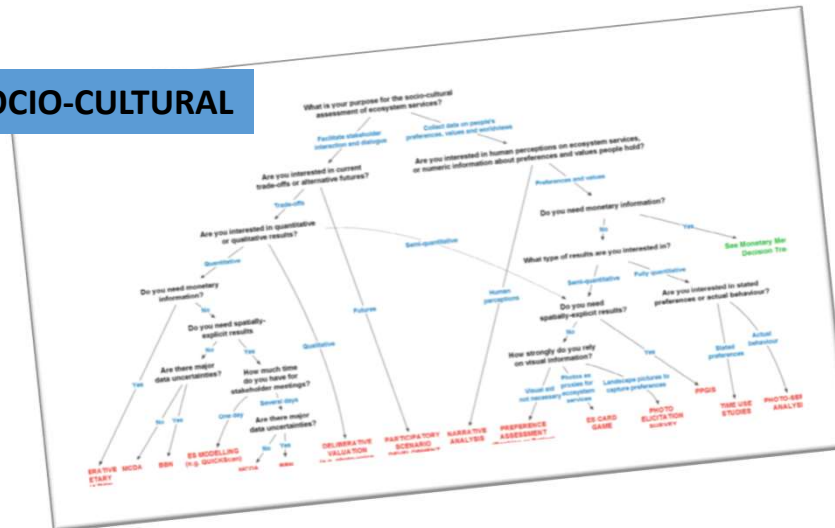 OCIO-CULTURAL
What is your purpose for the socio-cultural
assessment of ecosystem services?
Facilitate stakeholder
interaction and dialogue
Collect data on people's
preferences, values and worldviews
Are you interested in current
trade-offs or alternative futures?
Are you interested in human perceptions on ecosystem services,
or numeric information about preferences and values people hold?
Trade-offs
Preferences and values
Are you interested in quantitative
or qualitative results?
Do you need monetary information?
No
Yes
Quantitative
Semi-quantitative
What type of results are you interested in?
See Monetary
Decision
Do you need monetary
information?
Semi-quantitative
Fully quantitative
Human
perceptions
Are you interested in stated
preferences or actual behaviour?
No
Futures
Do you need
spatially-explicit results?
Do you need spatially-
explicit results
No
No
Yes
Qualitative
How strongly do you rely
on visual information?
Yes
Stated
preferences
Actual
behaviour
Are there major
data uncertainties?
How much time
do you have for
stakeholder meetings?
Yes
Visual aid
not necessary
Photos as
proxies for
ecosystem
services
Landscape pictures to
capture preferences
Several days
No
Yes
One day
Are there major
data uncertainties?
No
Yes
PPGIS
TIME USE
STUDIES
PHOTO
ELICITATION
SURVEY
ES CARD
GAME
PREFERENCE
ASSESSMENT
NARRATIVE
ANALYSIS
PARTICIPATORY
SCENARIO
DELIBERATIVE
VALUATION
ES MODELLING
(e.g. QUICKScan)
BBN
MCDA